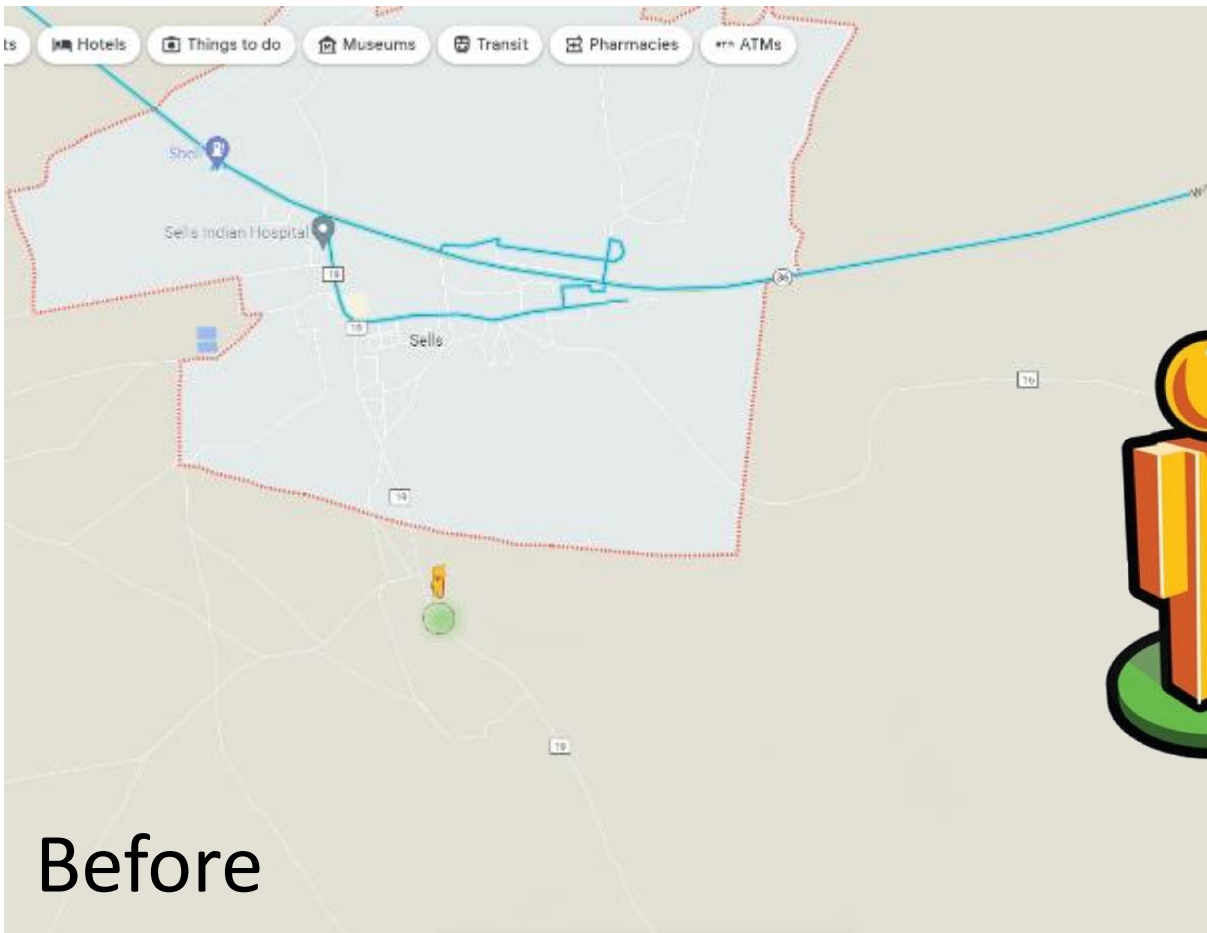 ts
Hotels
Things to do
Museums
Transit
Pharmacies
ATMs
Shell
Sells Indian Hospital
19
86
19
Sells
16
19
19
Before